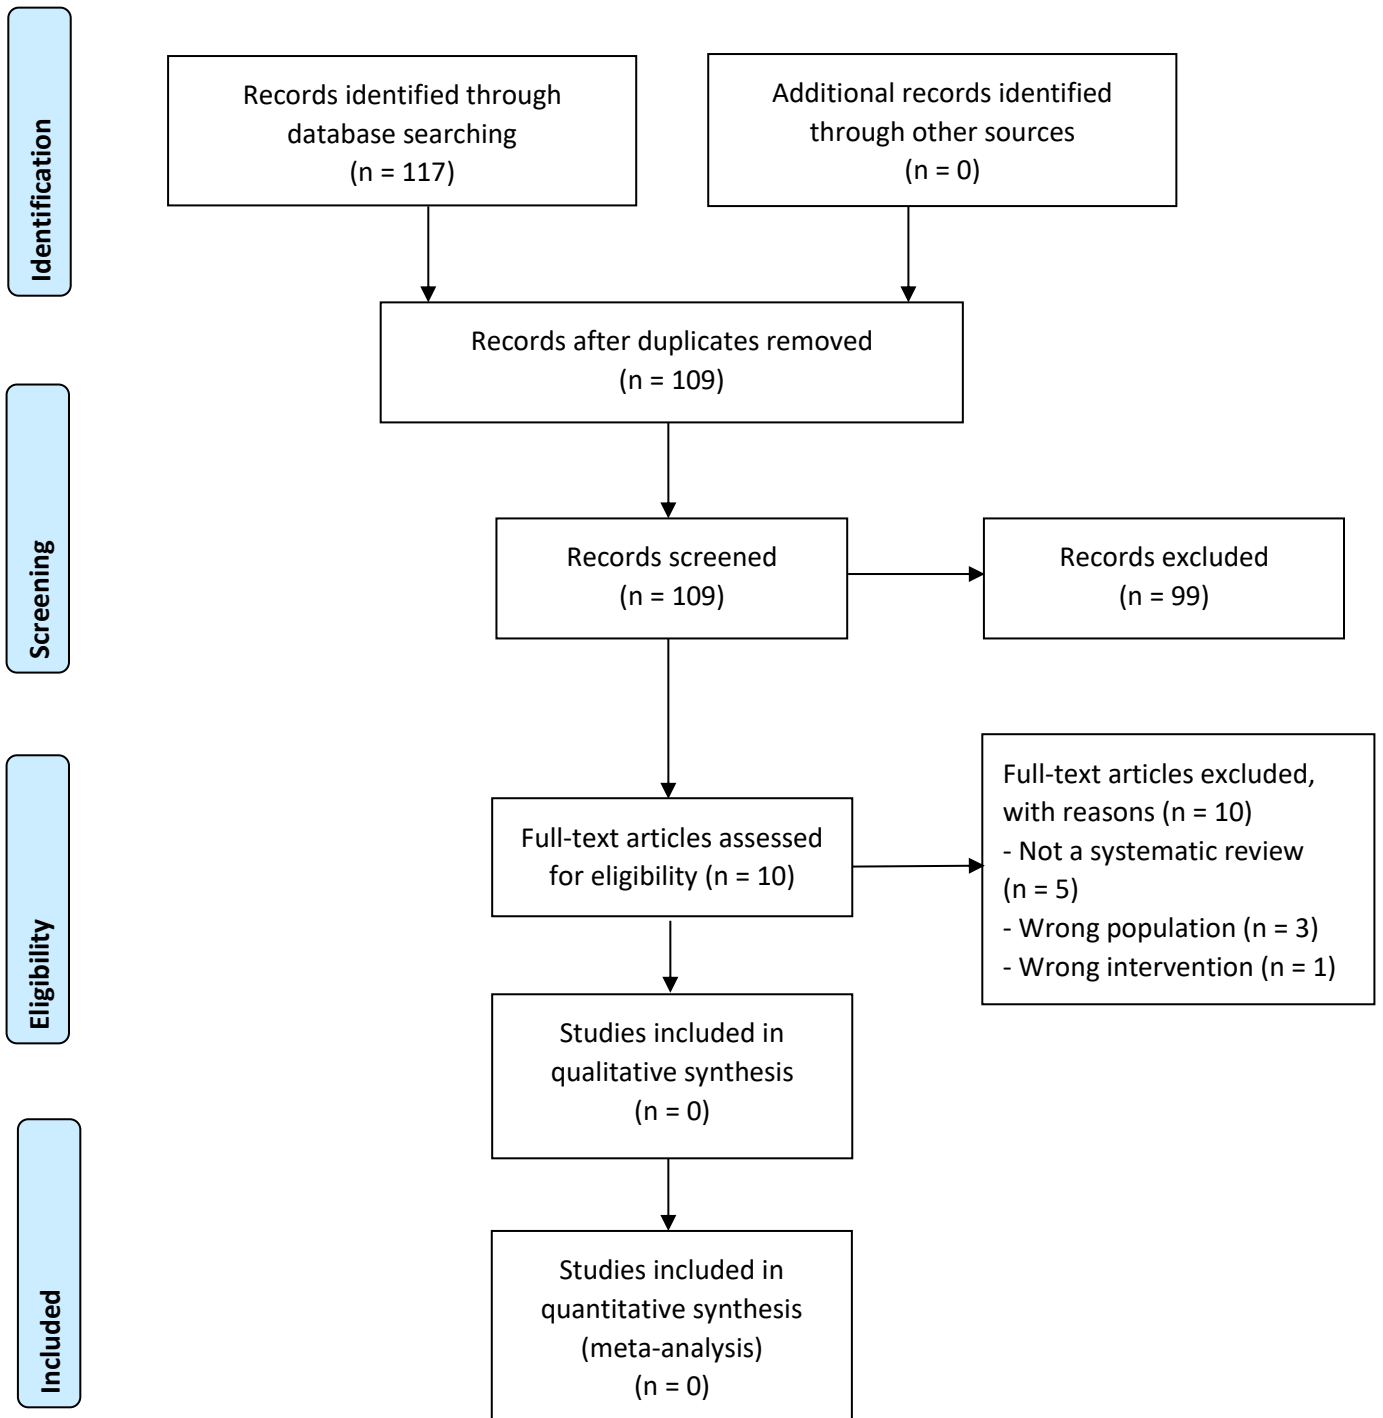 Identification
Records identified through
database searching
(n = 117)
Additional records identified
through other sources
(n = 0)
Records after duplicates removed
(n = 109)
Screening
Records screened
(n = 109)
Records excluded
(n = 99)
Eligibility
Full-text articles assessed
for eligibility (n = 10)
Full-text articles excluded,
with reasons (n = 10)
- Not a systematic review
(n = 5)
- Wrong population (n = 3)
- Wrong intervention (n = 1)
Studies included in
qualitative synthesis
(n = 0)
Included
Studies included in
quantitative synthesis
(meta-analysis)
(n = 0)